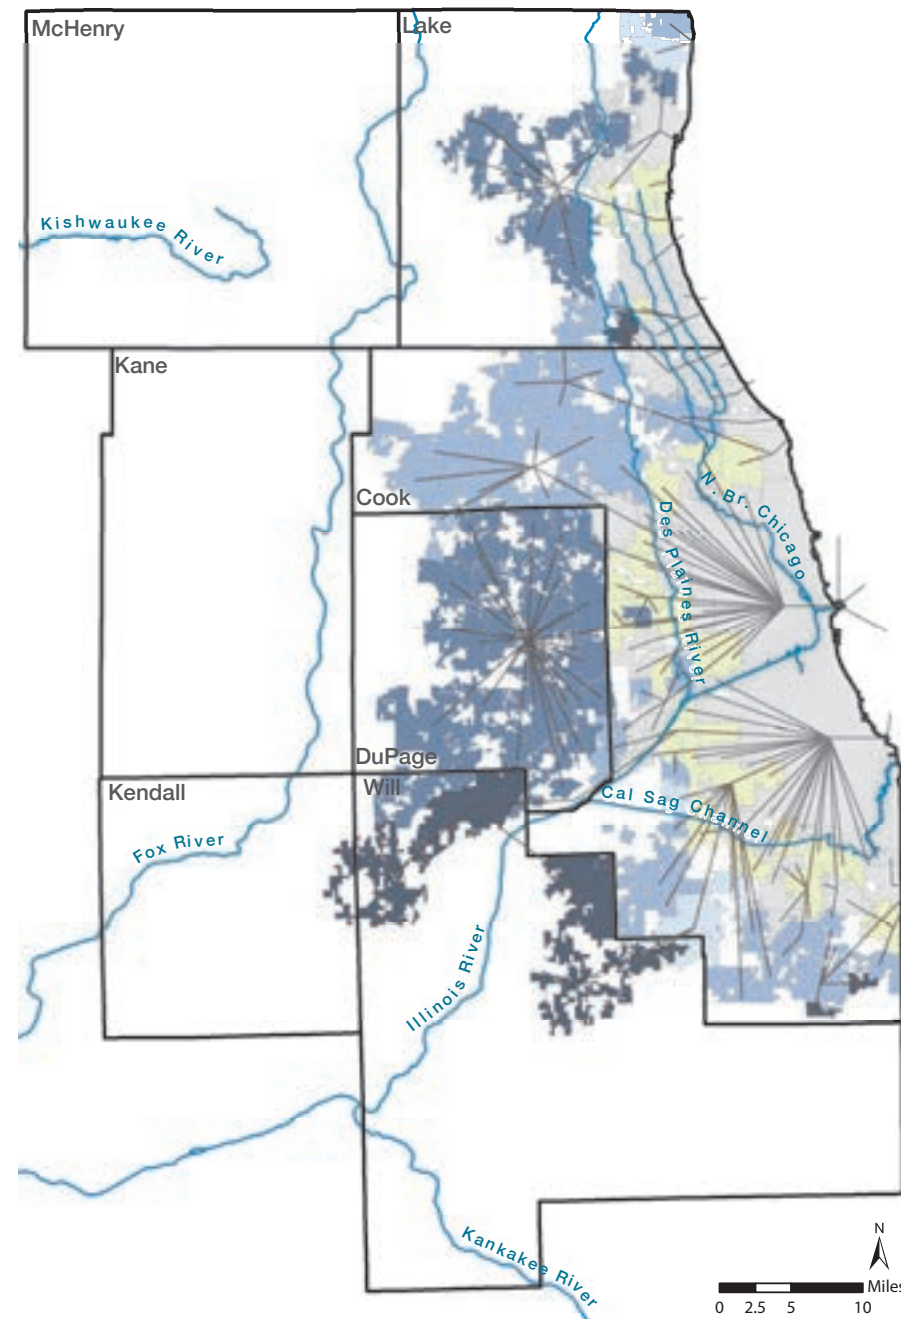 McHenry
Lake
Kishwaukee River
Kane
Cook
N. Br. Chicago
Des Plaines River
DuPage
Will
Kendall
Cal Sag Channel
Fox River
Illinois River
Kankakee River
N
Miles
0 2.5 5 10